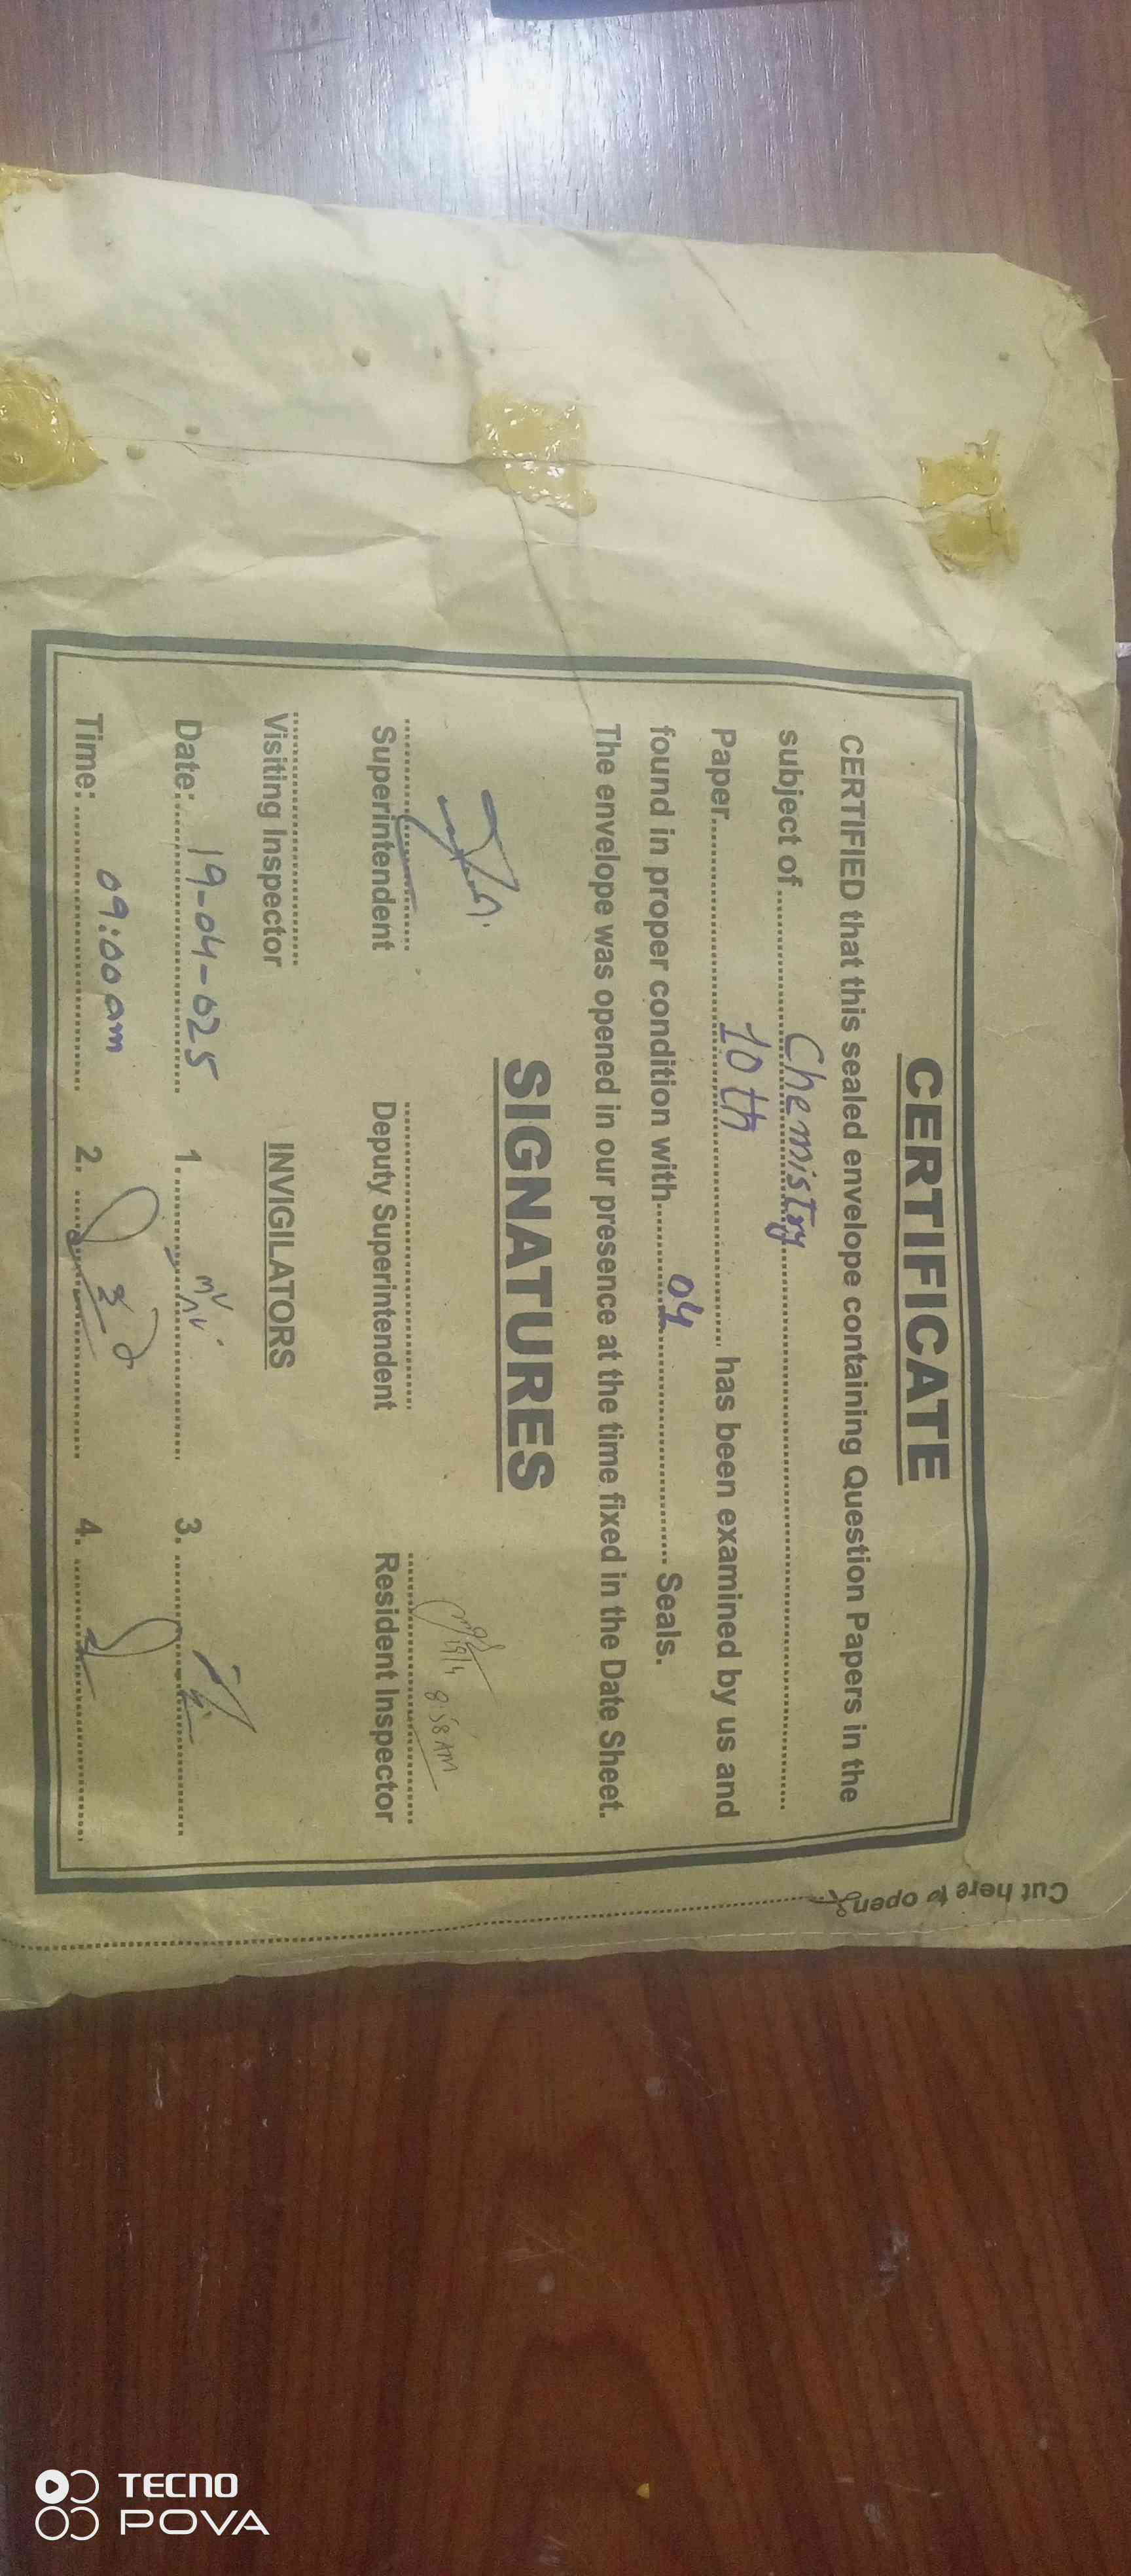 CERTIFICATE
CERTIFIED that this sealed envelope containing Question Papers in the
subject of ........ Chemistry ........
Paper........ 10th ........ has been examined by us and
found in proper condition with........ 04 ........ Seals.
The envelope was opened in our presence at the time fixed in the Date Sheet.
SIGNATURES
19/4 8:58 AM
Superintendent Deputy Superintendent Resident Inspector
Visiting Inspector INVIGILATORS
Date: 19-04-025 1. ........ 3. ........
Time: 09:00 am 2. ........ 4. ........
Cut here to open
TECNO
POVA